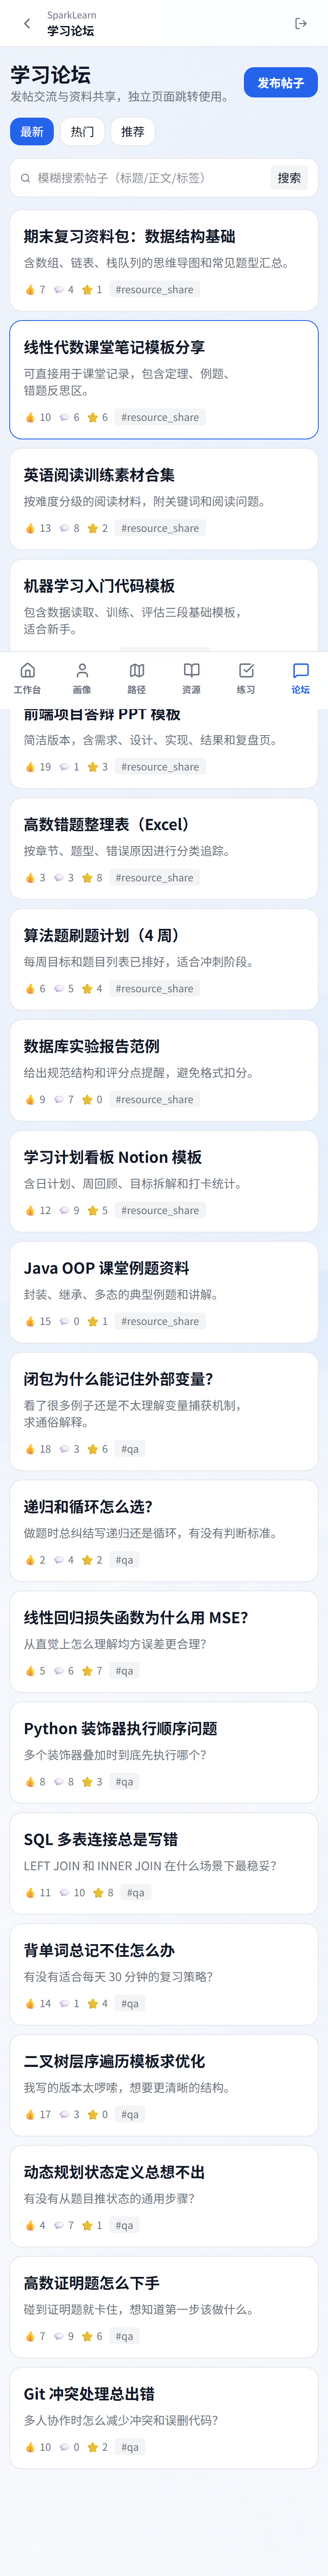 SparkLearn
学习论坛
学习论坛
发帖交流与资料共享，独立页面跳转使用。
发布帖子
最新
热门
推荐
模糊搜索帖子（标题/正文/标签）
搜索
期末复习资料包：数据结构基础
含数组、链表、栈队列的思维导图和常见题型汇总。
7 4 1 #resource_share
线性代数课堂笔记模板分享
可直接用于课堂记录，包含定理、例题、
错题反思区。
10 6 6 #resource_share
英语阅读训练素材合集
按难度分级的阅读材料，附关键词和阅读问题。
13 8 2 #resource_share
机器学习入门代码模板
包含数据读取、训练、评估三段基础模板，
适合新手。
工作台
画像
路径
资源
练习
论坛
前端项目答辩 PPT 模板
简洁版本，含需求、设计、实现、结果和复盘页。
19 1 3 #resource_share
高数错题整理表（Excel）
按章节、题型、错误原因进行分类追踪。
3 3 8 #resource_share
算法题刷题计划（4 周）
每周目标和题目列表已排好，适合冲刺阶段。
6 5 4 #resource_share
数据库实验报告范例
给出规范结构和评分点提醒，避免格式扣分。
9 7 0 #resource_share
学习计划看板 Notion 模板
含日计划、周回顾、目标拆解和打卡统计。
12 9 5 #resource_share
Java OOP 课堂例题资料
封装、继承、多态的典型例题和讲解。
15 0 1 #resource_share
闭包为什么能记住外部变量？
看了很多例子还是不太理解变量捕获机制，
求通俗解释。
18 3 6 #qa
递归和循环怎么选？
做题时总纠结写递归还是循环，有没有判断标准。
2 4 2 #qa
线性回归损失函数为什么用 MSE？
从直觉上怎么理解均方误差更合理？
5 6 7 #qa
Python 装饰器执行顺序问题
多个装饰器叠加时到底先执行哪个？
8 8 3 #qa
SQL 多表连接总是写错
LEFT JOIN 和 INNER JOIN 在什么场景下最稳妥？
11 10 8 #qa
背单词总记不住怎么办
有没有适合每天 30 分钟的复习策略？
14 1 4 #qa
二叉树层序遍历模板求优化
我写的版本太啰嗦，想要更清晰的结构。
17 3 0 #qa
动态规划状态定义总想不出
有没有从题目推状态的通用步骤？
4 7 1 #qa
高数证明题怎么下手
碰到证明题就卡住，想知道第一步该做什么。
7 9 6 #qa
Git 冲突处理总出错
多人协作时怎么减少冲突和误删代码？
10 0 2 #qa